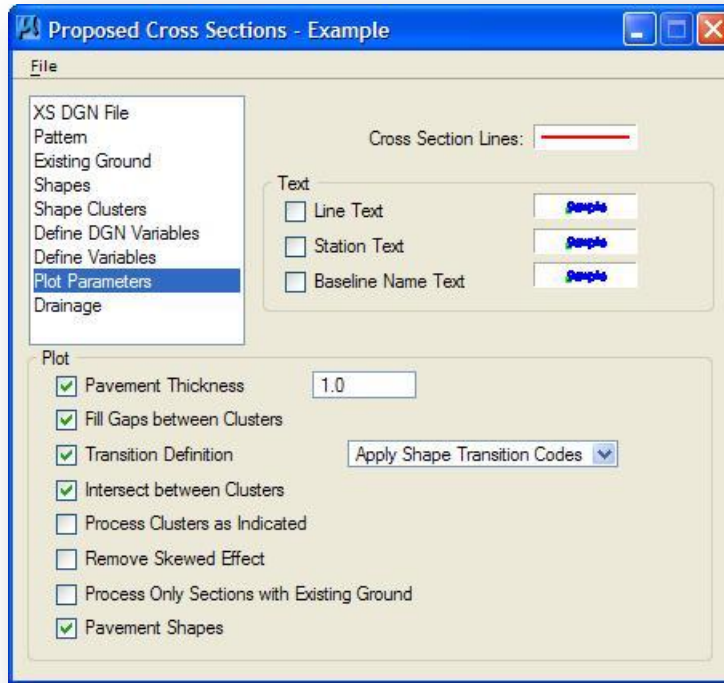 Proposed Cross Sections - Example
File
XS DGN File
Pattern
Existing Ground
Shapes
Shape Clusters
Define DGN Variables
Define Variables
Plot Parameters
Drainage
Cross Section Lines:
Text
Line Text
Sample
Station Text
Sample
Baseline Name Text
Sample
Plot
Pavement Thickness
1.0
Fill Gaps between Clusters
Transition Definition
Apply Shape Transition Codes
Intersect between Clusters
Process Clusters as Indicated
Remove Skewed Effect
Process Only Sections with Existing Ground
Pavement Shapes